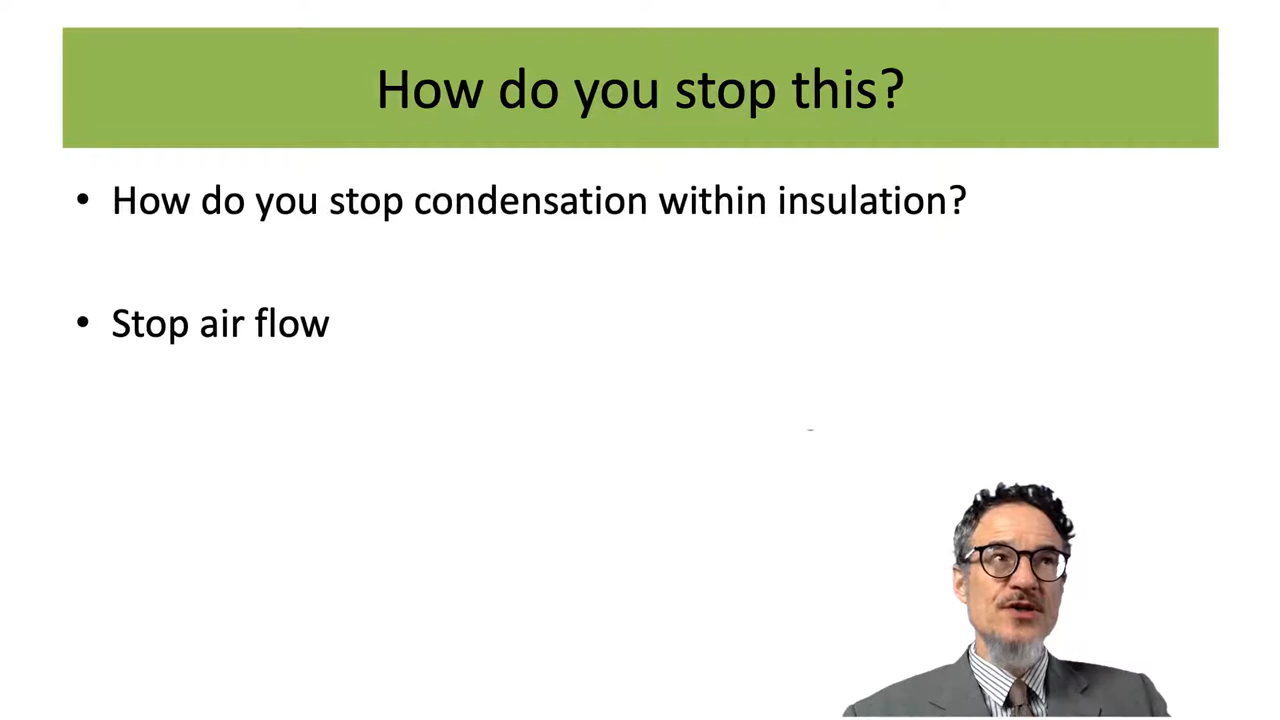 How do you stop this?
• How do you stop condensation within insulation?
• Stop air flow